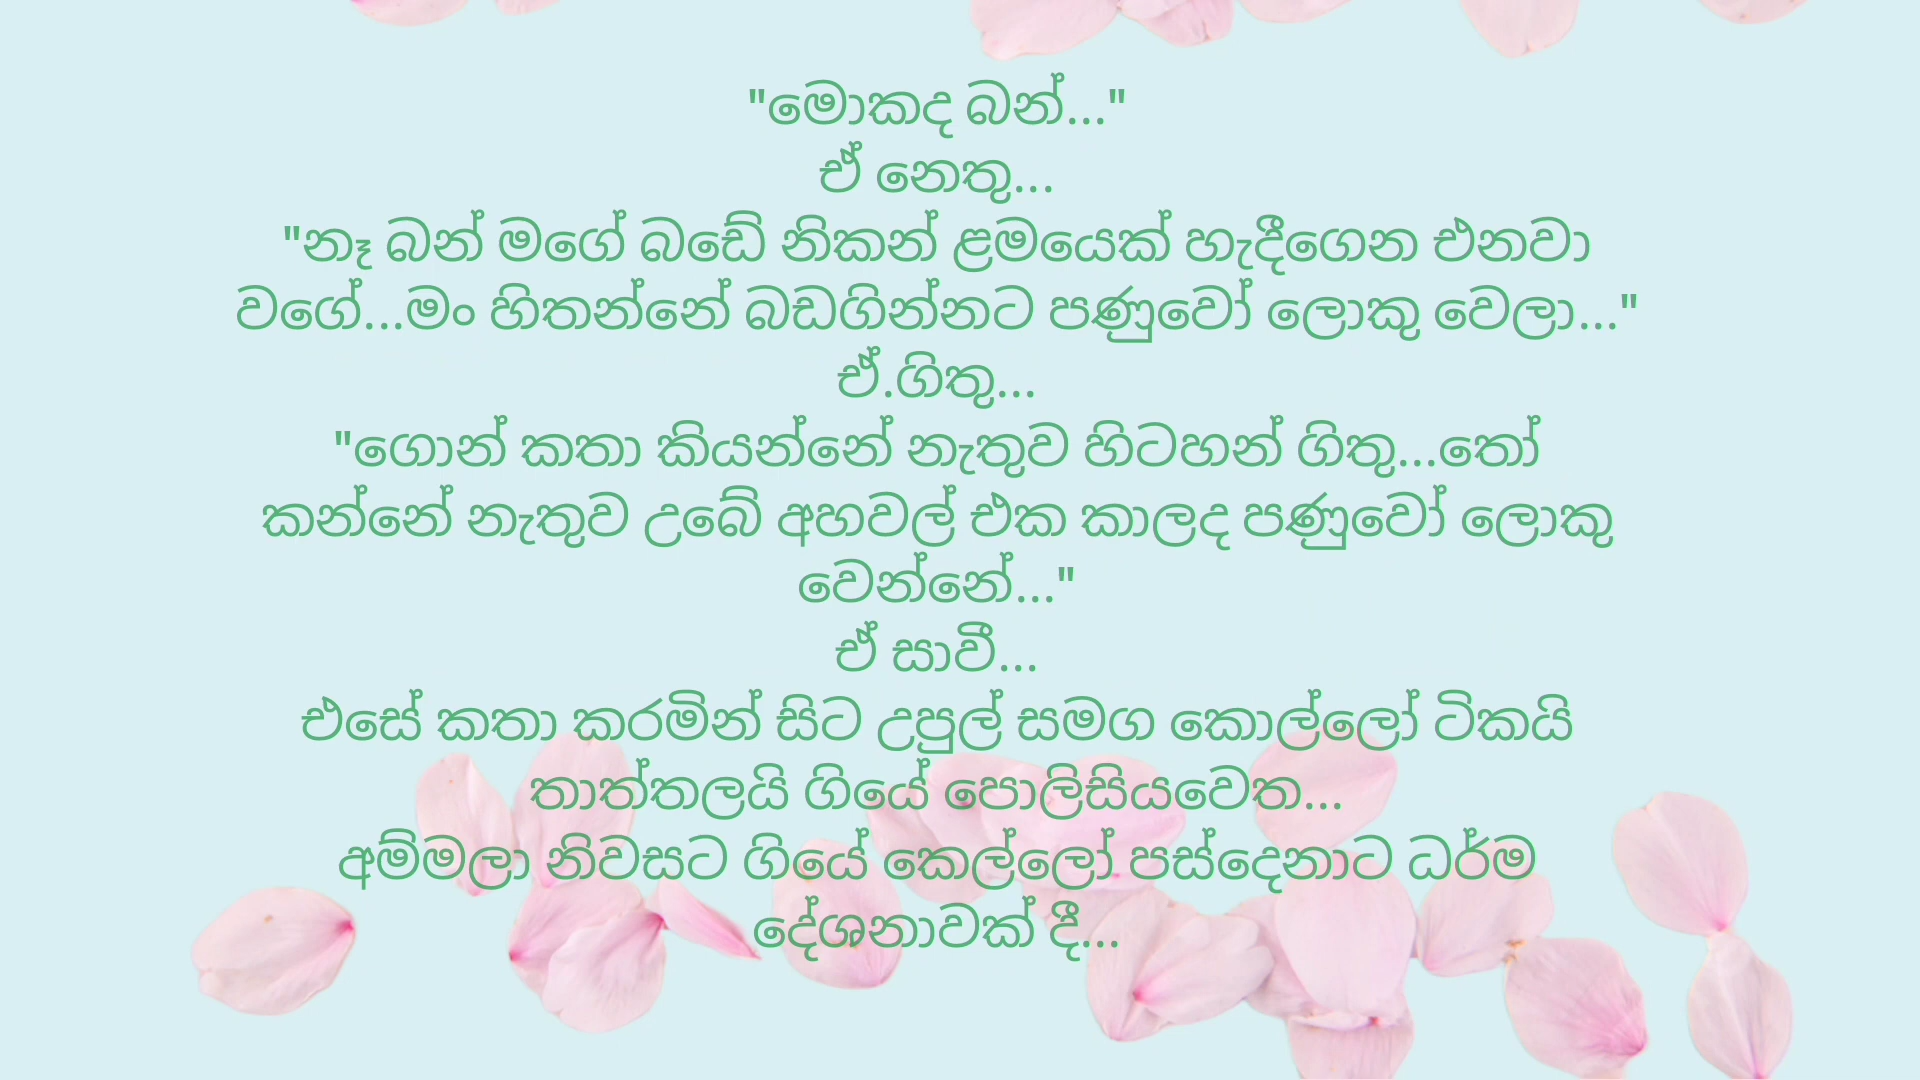 "මොකද බන්..."
ඒ නෙතු...
"නෑ බන් මගේ බඩේ නිකන් ළමයෙක් හැදීගෙන එනවා
වගේ...මං හිතන්නේ බඩගින්නට පණුවෝ ලොකු වෙලා..."
ඒ.ගිතු...
"ගොන් කතා කියන්නේ නැතුව හිටහන් ගිතු...තෝ
කන්නේ නැතුව උබේ අහවල් එක කාලද පණුවෝ ලොකු
වෙන්නේ..."
ඒ සාවී...
එසේ කතා කරමින් සිට උපුල් සමග කොල්ලෝ ටිකයි
තාත්තලයි ගියේ පොලිසියවෙත...
අම්මලා නිවසට ගියේ කෙල්ලෝ පස්දෙනාට ධර්ම
දේශනාවක් දී...